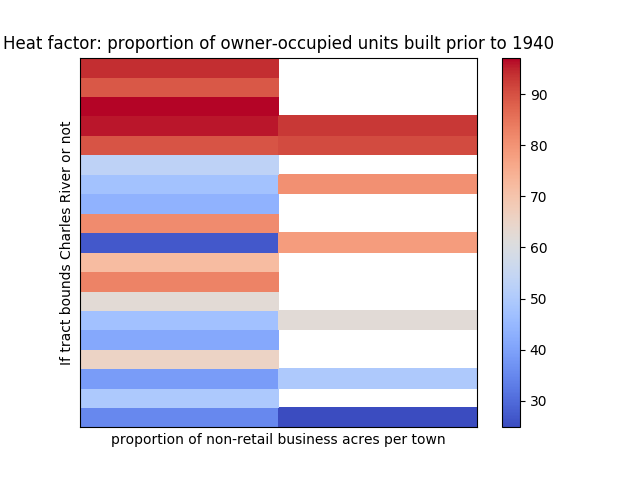 Heat factor: proportion of owner-occupied units built prior to 1940
If tract bounds Charles River or not
proportion of non-retail business acres per town
90
80
70
60
50
40
30